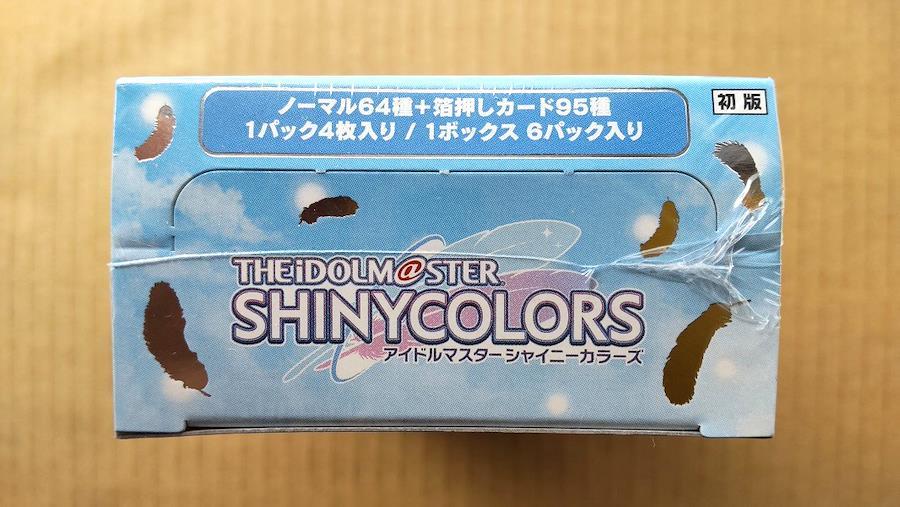 ノーマル64種+箔押しカード95種
1パック4枚入り / 1ボックス 6パック入り
初版
THE iDOLM@STER
SHINYCOLORS
アイドルマスター シャイニーカラーズ